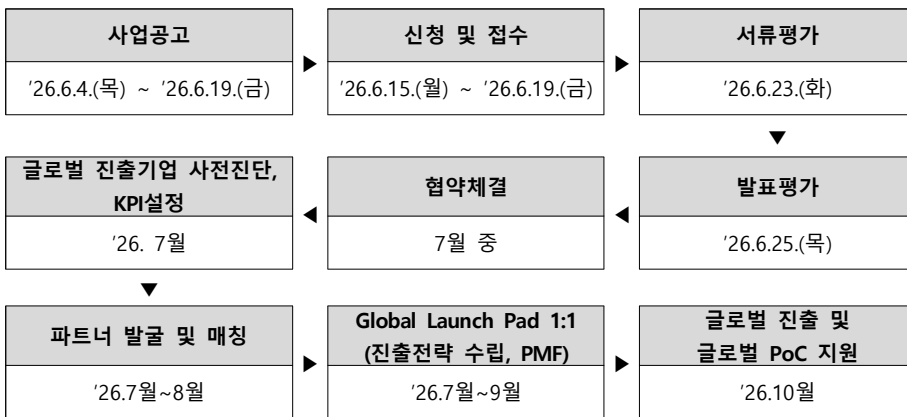 사업공고
'26.6.4.(목) ~ '26.6.19.(금)
▶
신청 및 접수
'26.6.15.(월) ~ '26.6.19.(금)
▶
서류평가
'26.6.23.(화)
▼
발표평가
'26.6.25.(목)
◀
협약체결
7월 중
◀
글로벌 진출기업 사전진단,
KPI설정
'26. 7월
▼
파트너 발굴 및 매칭
'26.7월~8월
▶
Global Launch Pad 1:1
(진출전략 수립, PMF)
'26.7월~9월
▶
글로벌 진출 및
글로벌 PoC 지원
'26.10월